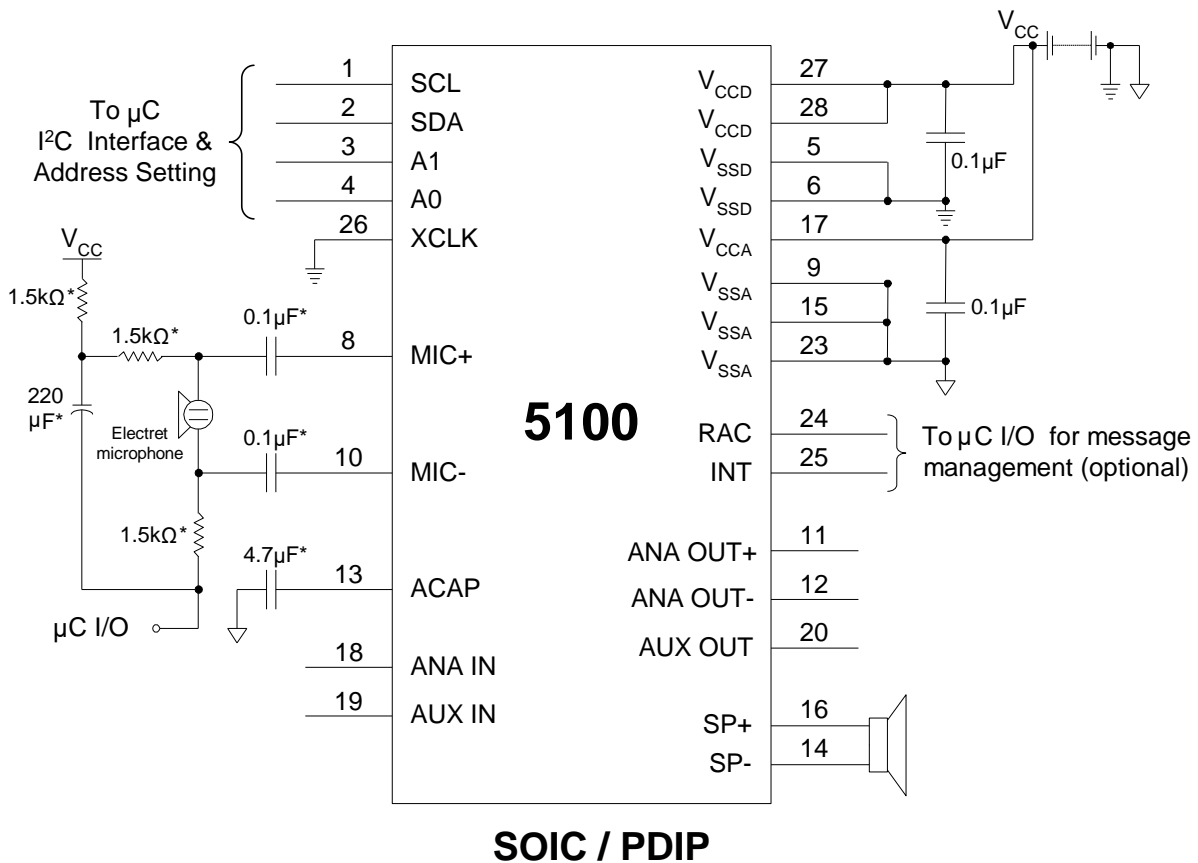 V_CC
1 SCL
2 SDA
3 A1
4 A0
26 XCLK
To µC
I²C Interface &
Address Setting
V_CC
1.5kΩ*
1.5kΩ*
0.1µF*
8 MIC+
220
µF*
Electret
microphone
0.1µF*
10 MIC-
1.5kΩ*
4.7µF*
13 ACAP
µC I/O
18 ANA IN
19 AUX IN
5100
V_CCD 27
V_CCD 28
V_SSD 5
V_SSD 6
V_CCA 17
V_SSA 9
V_SSA 15
V_SSA 23
0.1µF
0.1µF
RAC 24
INT 25
To µC I/O for message
management (optional)
ANA OUT+ 11
ANA OUT- 12
AUX OUT 20
SP+ 16
SP- 14
SOIC / PDIP